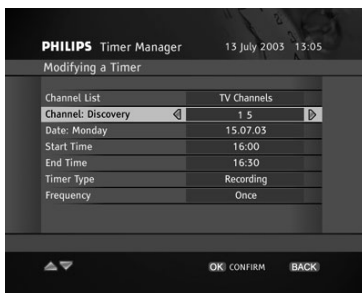 PHILIPS Timer Manager 13 July 2003 13:05
Modifying a Timer
Channel List TV Channels
Channel: Discovery 1 5
Date: Monday 15.07.03
Start Time 16:00
End Time 16:30
Timer Type Recording
Frequency Once
OK CONFIRM BACK